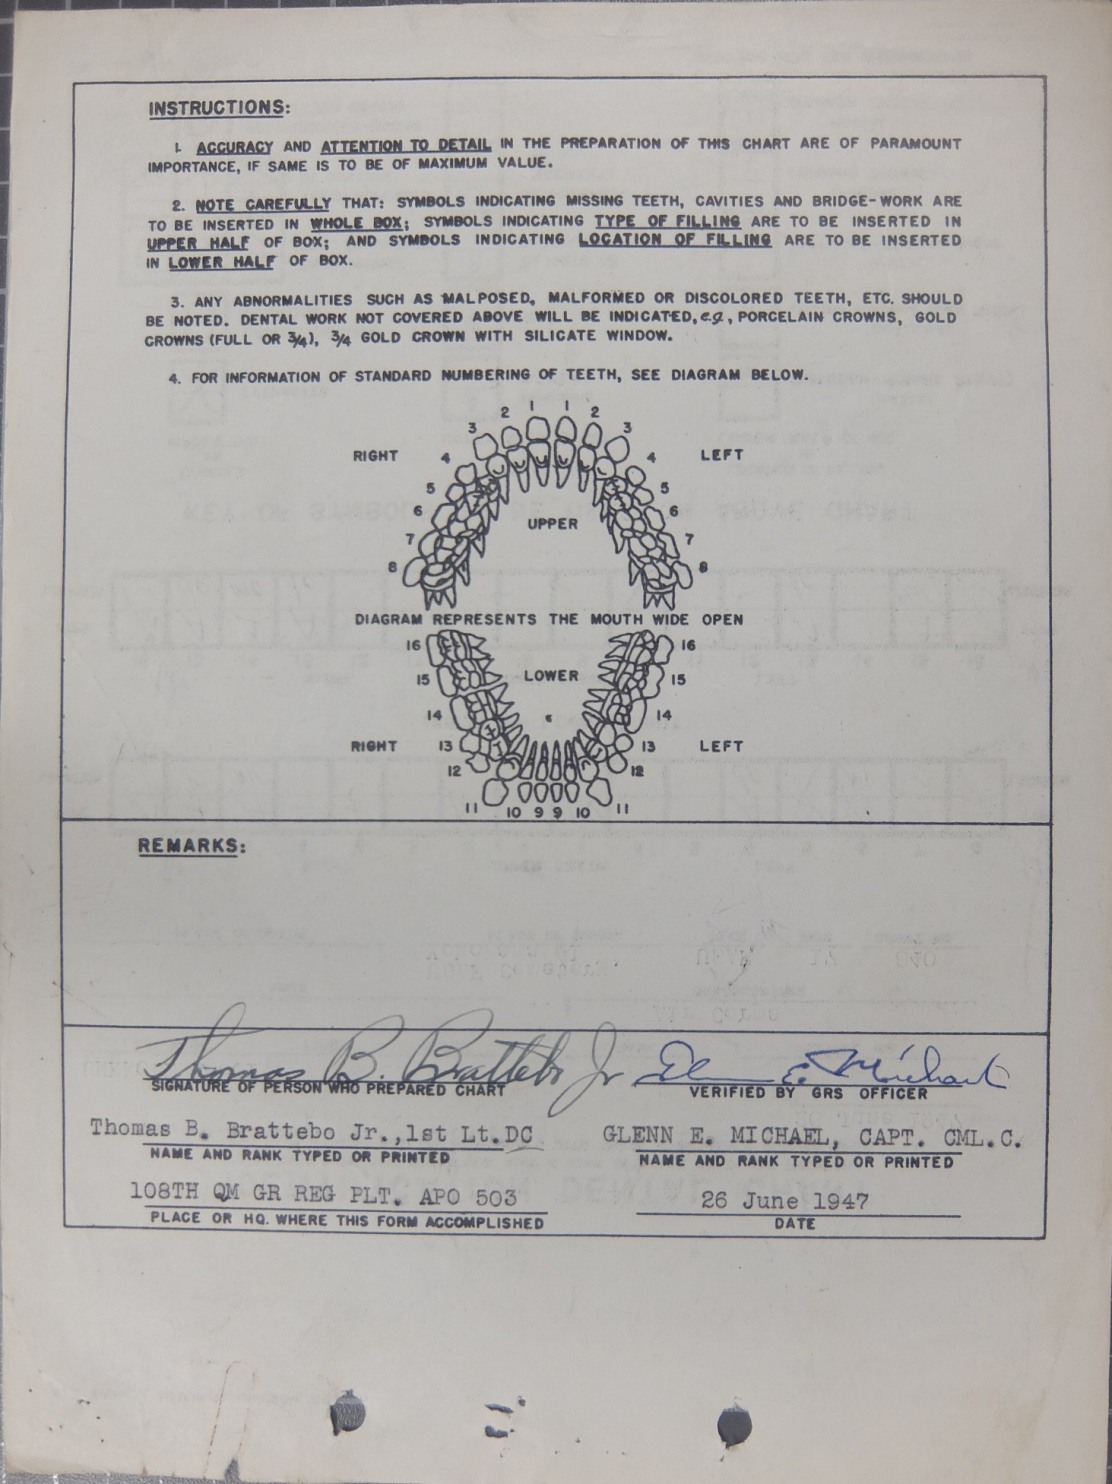 INSTRUCTIONS:
1. ACCURACY AND ATTENTION TO DETAIL IN THE PREPARATION OF THIS CHART ARE OF PARAMOUNT
IMPORTANCE, IF SAME IS TO BE OF MAXIMUM VALUE.
2. NOTE CAREFULLY THAT: SYMBOLS INDICATING MISSING TEETH, CAVITIES AND BRIDGE-WORK ARE
TO BE INSERTED IN WHOLE BOX; SYMBOLS INDICATING TYPE OF FILLING ARE TO BE INSERTED IN
UPPER HALF OF BOX; AND SYMBOLS INDICATING LOCATION OF FILLING ARE TO BE INSERTED
IN LOWER HALF OF BOX.
3. ANY ABNORMALITIES SUCH AS MALPOSED, MALFORMED OR DISCOLORED TEETH, ETC. SHOULD
BE NOTED. DENTAL WORK NOT COVERED ABOVE WILL BE INDICATED, e.g., PORCELAIN CROWNS, GOLD
CROWNS (FULL OR 3/4), 3/4 GOLD CROWN WITH SILICATE WINDOW.
4. FOR INFORMATION OF STANDARD NUMBERING OF TEETH, SEE DIAGRAM BELOW.
2 1 1 2
3 3
RIGHT 4 4 LEFT
5 5
6 6
UPPER
7 7
8 8
DIAGRAM REPRESENTS THE MOUTH WIDE OPEN
16 16
15 LOWER 15
14 14
RIGHT 13 13 LEFT
12 12
11 10 9 9 10 11
REMARKS:
Thomas B. Brattebo Jr Glenn E. Michael
SIGNATURE OF PERSON WHO PREPARED CHART VERIFIED BY GRS OFFICER
Thomas B. Brattebo Jr.,1st Lt.DC GLENN E. MICHAEL, CAPT. CML.C.
NAME AND RANK TYPED OR PRINTED NAME AND RANK TYPED OR PRINTED
108TH QM GR REG PLT. APO 503 26 June 1947
PLACE OR HQ. WHERE THIS FORM ACCOMPLISHED DATE